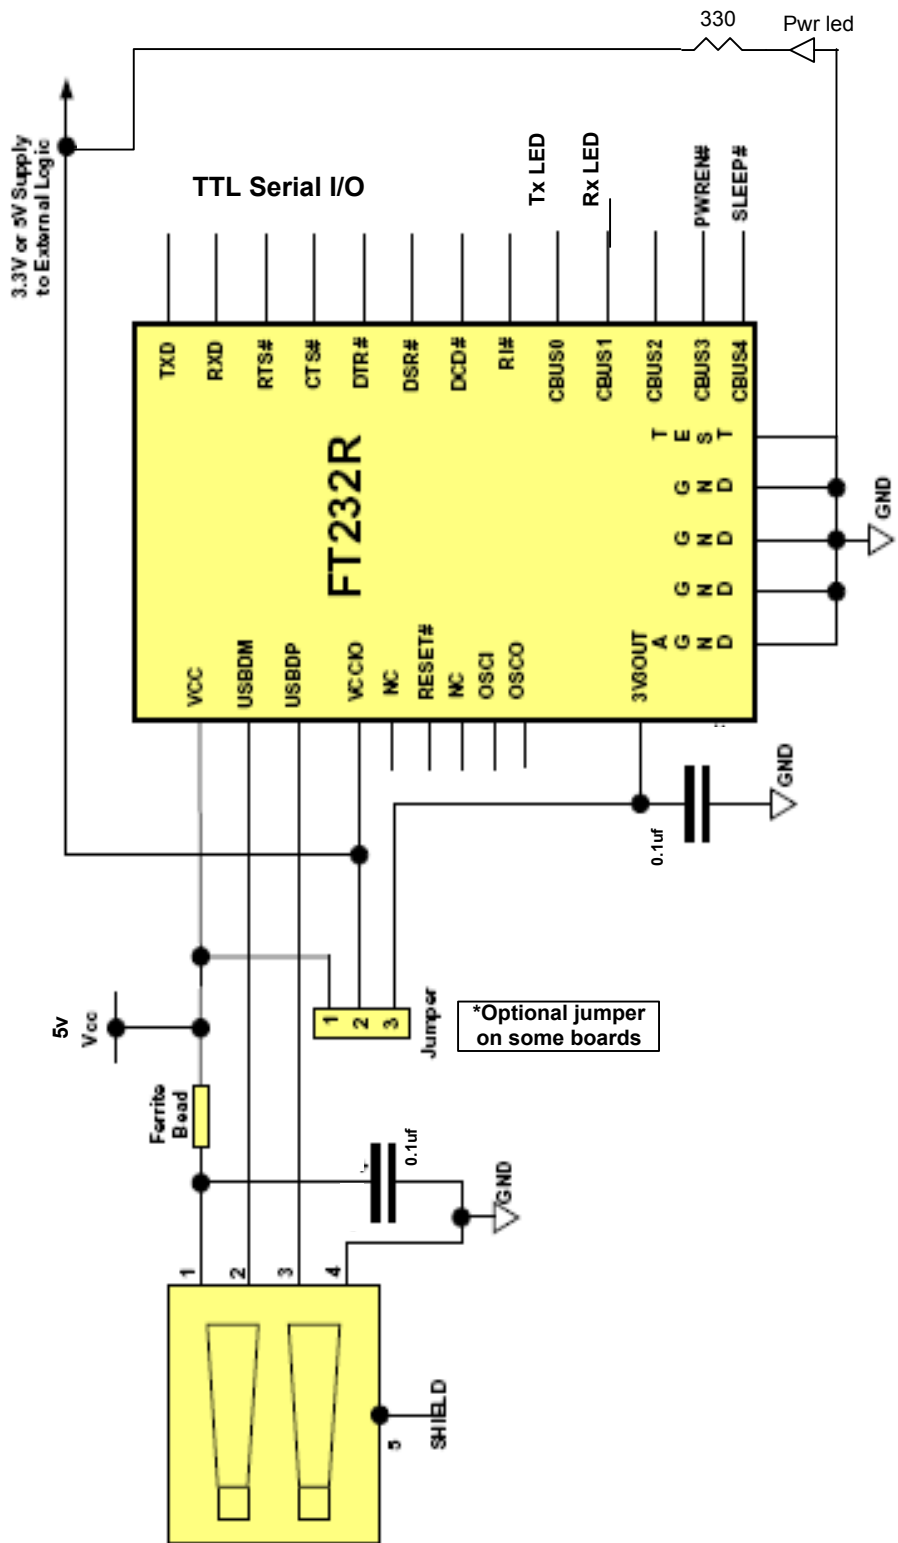 330
Pwr led
3.3V or 5V Supply
to External Logic
TTL Serial I/O
Tx LED
Rx LED
PWREN#
SLEEP#
TXD
RXD
RTS#
CTS#
DTR#
DSR#
DCD#
RI#
CBUS0
CBUS1
CBUS2
CBUS3
CBUS4
FT232R
TEST
GND
GND
GND
AGND
GND
VCC
USBDM
USBDP
VCCIO
NC
RESET#
NC
OSCI
OSCO
3V3OUT
GND
0.1uf
5v
Vcc
1
2
3
Jumper
*Optional jumper
on some boards
Ferrite
Bead
0.1uf
GND
1
2
3
4
5
SHIELD